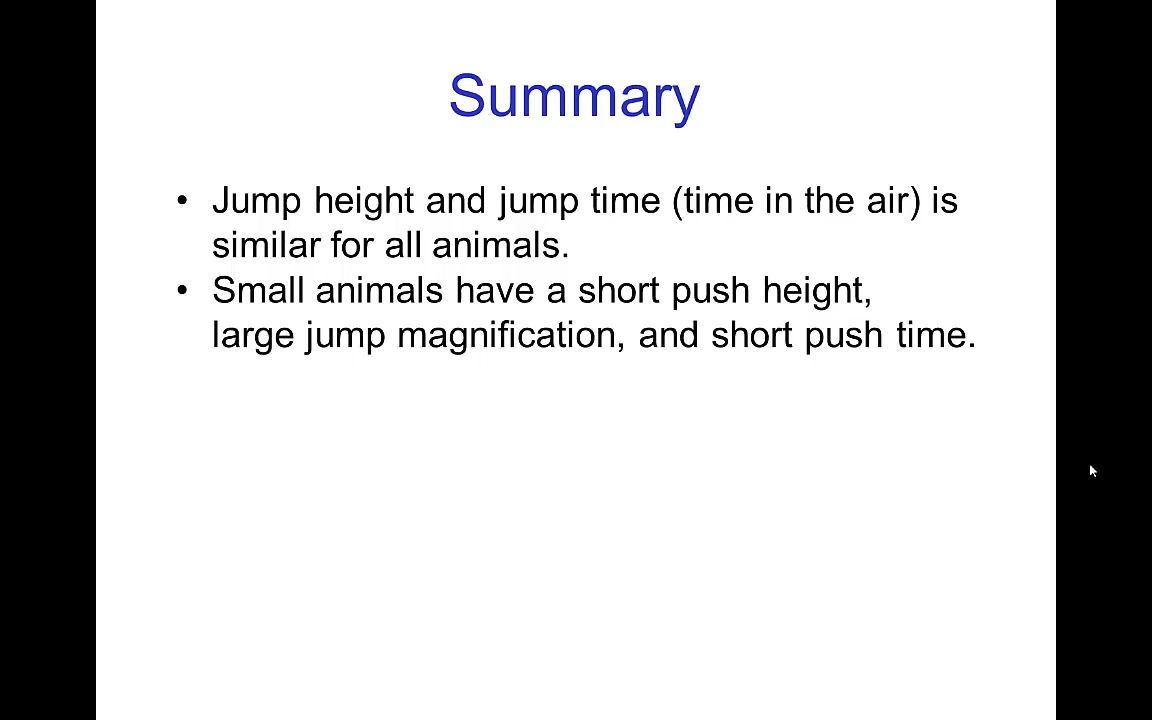 Summary
• Jump height and jump time (time in the air) is
similar for all animals.
• Small animals have a short push height,
large jump magnification, and short push time.